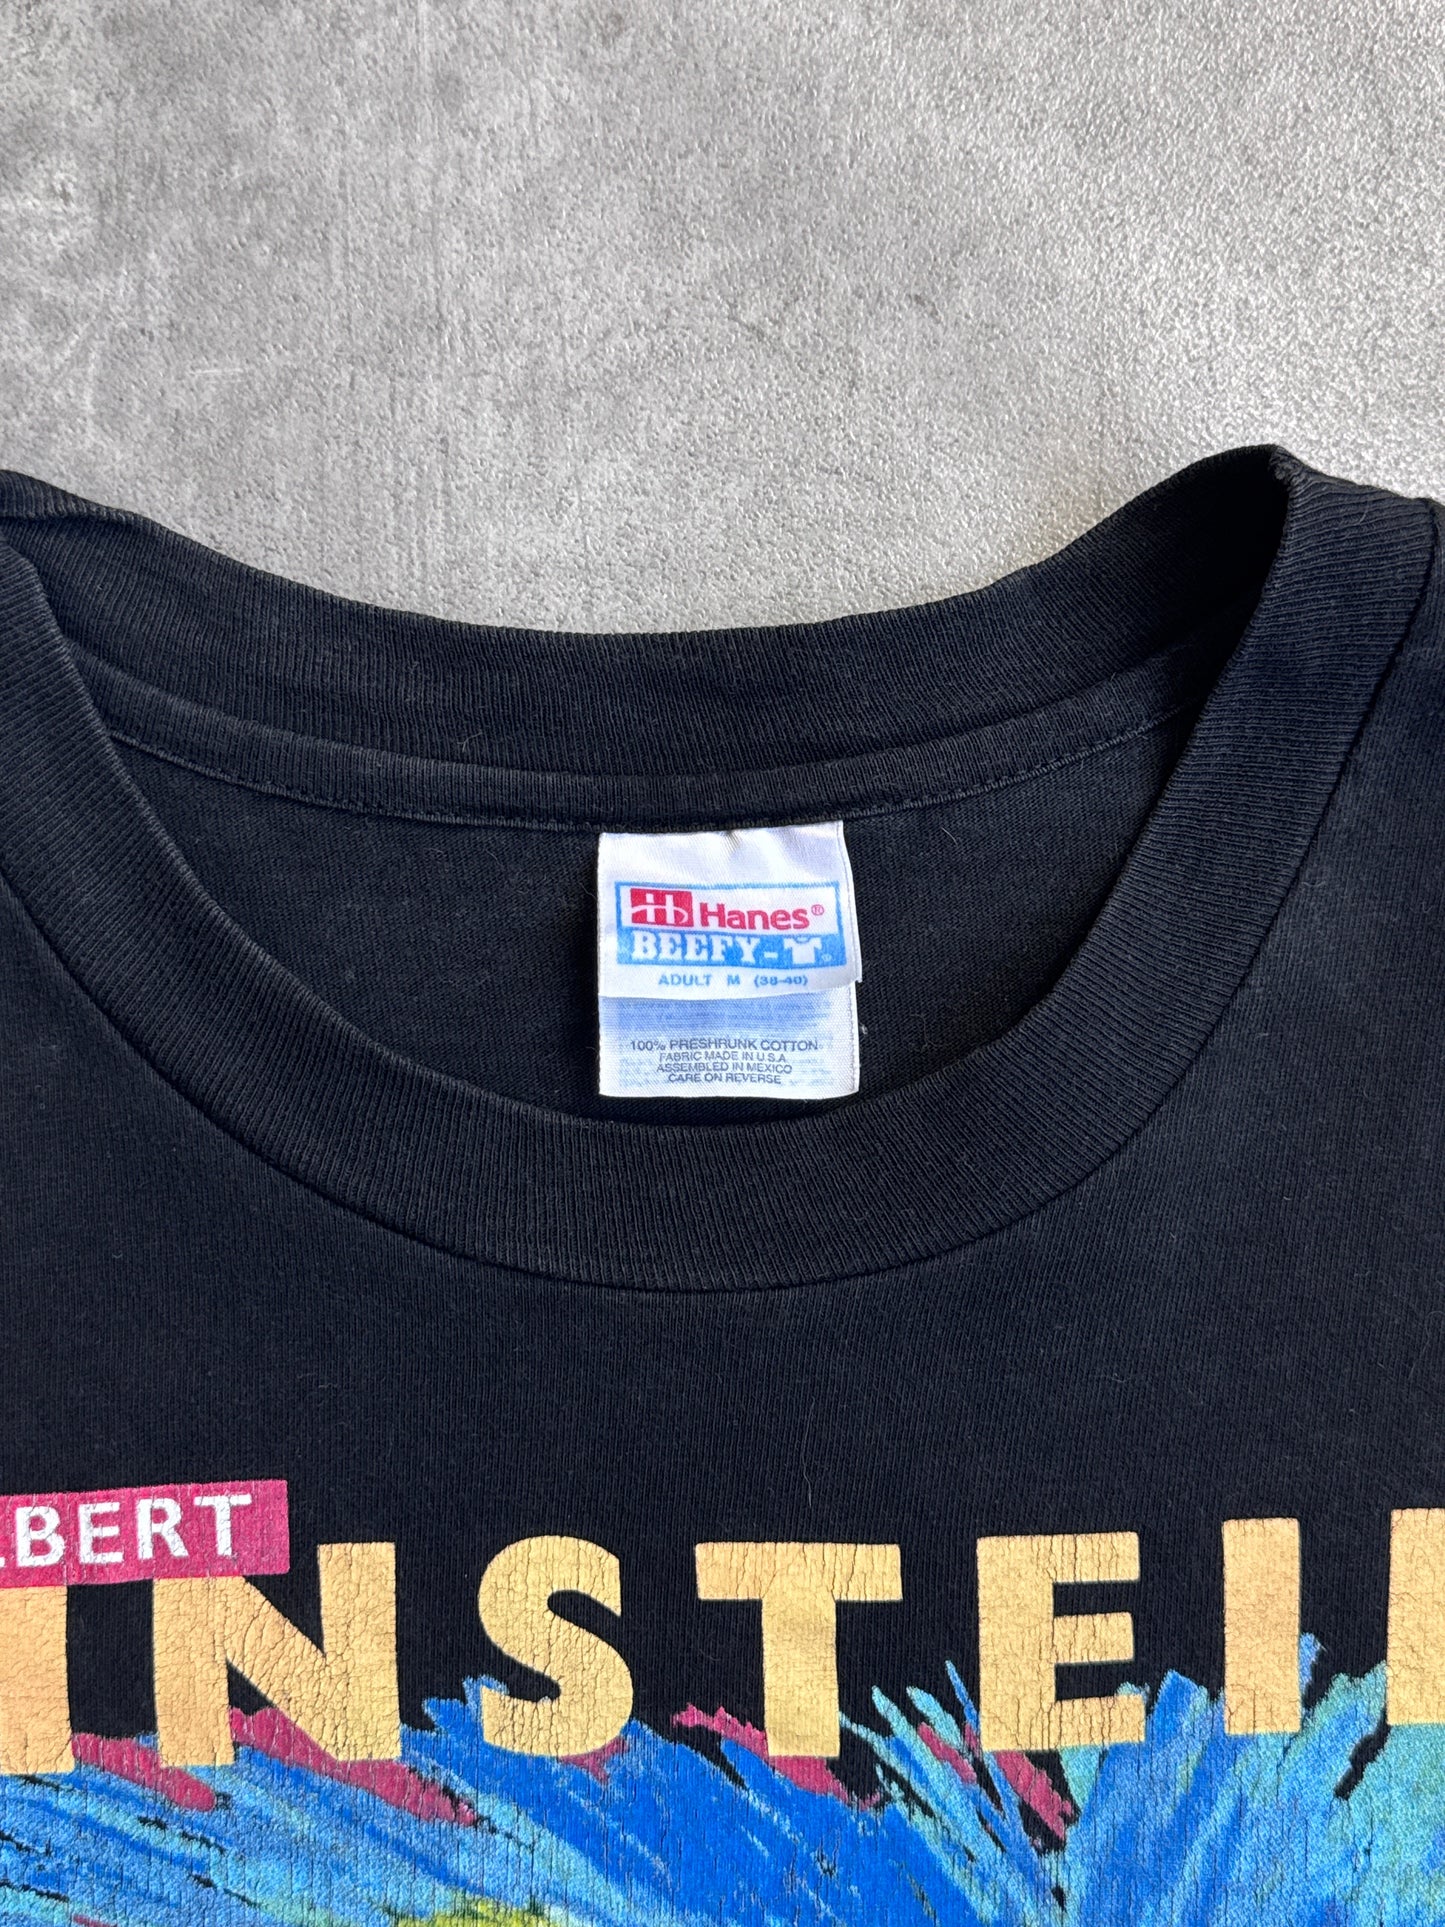 Hanes®
BEEFY-T®
ADULT M (38-40)
100% PRESHRUNK COTTON
FABRIC MADE IN U.S.A.
ASSEMBLED IN MEXICO
CARE ON REVERSE
LBERT
INSTEI